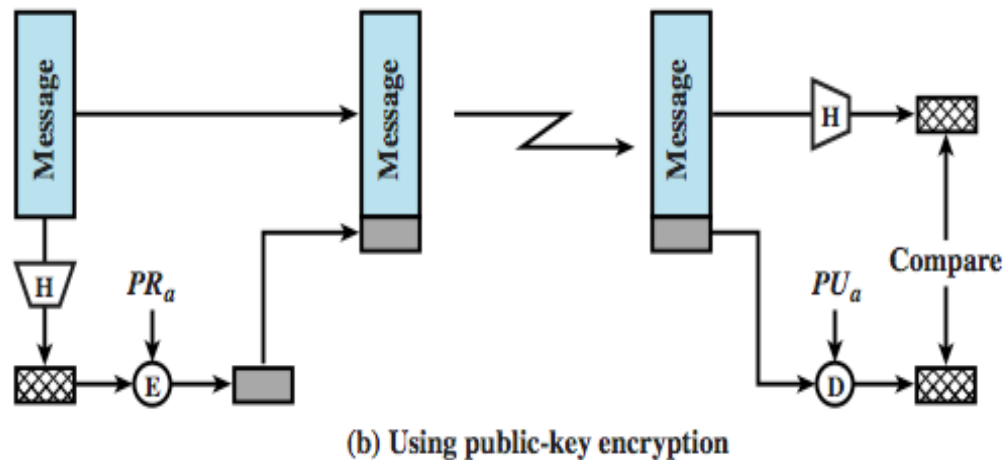 Message
Message
Message
H
H
Compare
PRa
PUa
E
D
(b) Using public-key encryption